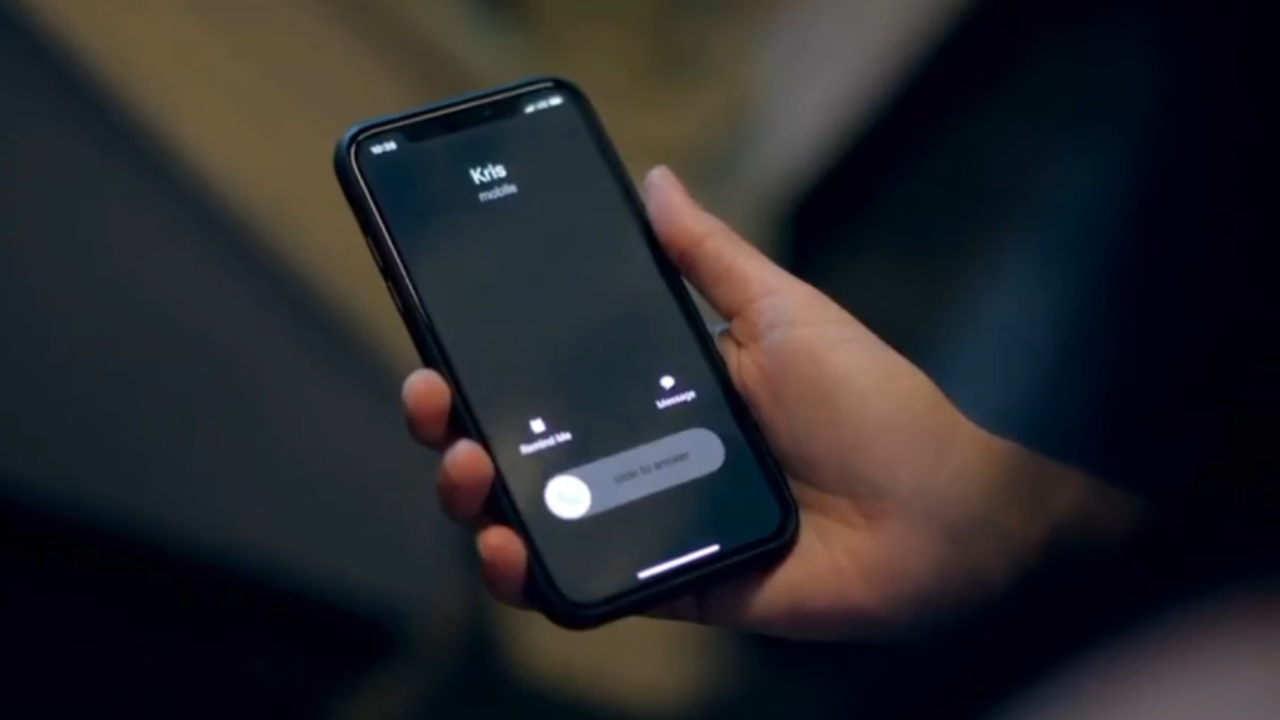 Kris
mobile
Message
Remind Me
slide to answer